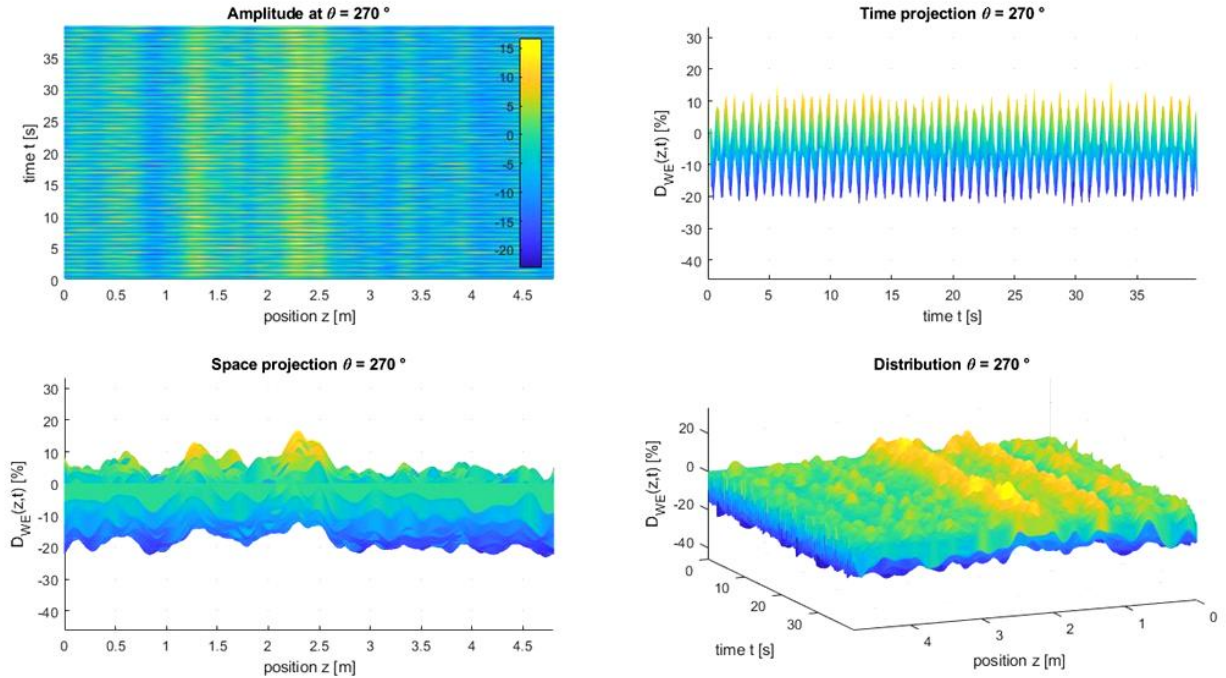 Amplitude at θ = 270 °
35
30
25
20
15
10
5
0
time t [s]
0 0.5 1 1.5 2 2.5 3 3.5 4 4.5
position z [m]
15
10
5
0
-5
-10
-15
-20
Time projection θ = 270 °
30
20
10
0
-10
-20
-30
-40
D_WE(z,t) [%]
0 5 10 15 20 25 30 35
time t [s]
Space projection θ = 270 °
30
20
10
0
-10
-20
-30
-40
D_WE(z,t) [%]
0 0.5 1 1.5 2 2.5 3 3.5 4 4.5
position z [m]
Distribution θ = 270 °
20
0
-20
-40
D_WE(z,t) [%]
0
10
20
30
time t [s]
4 3 2 1 0
position z [m]